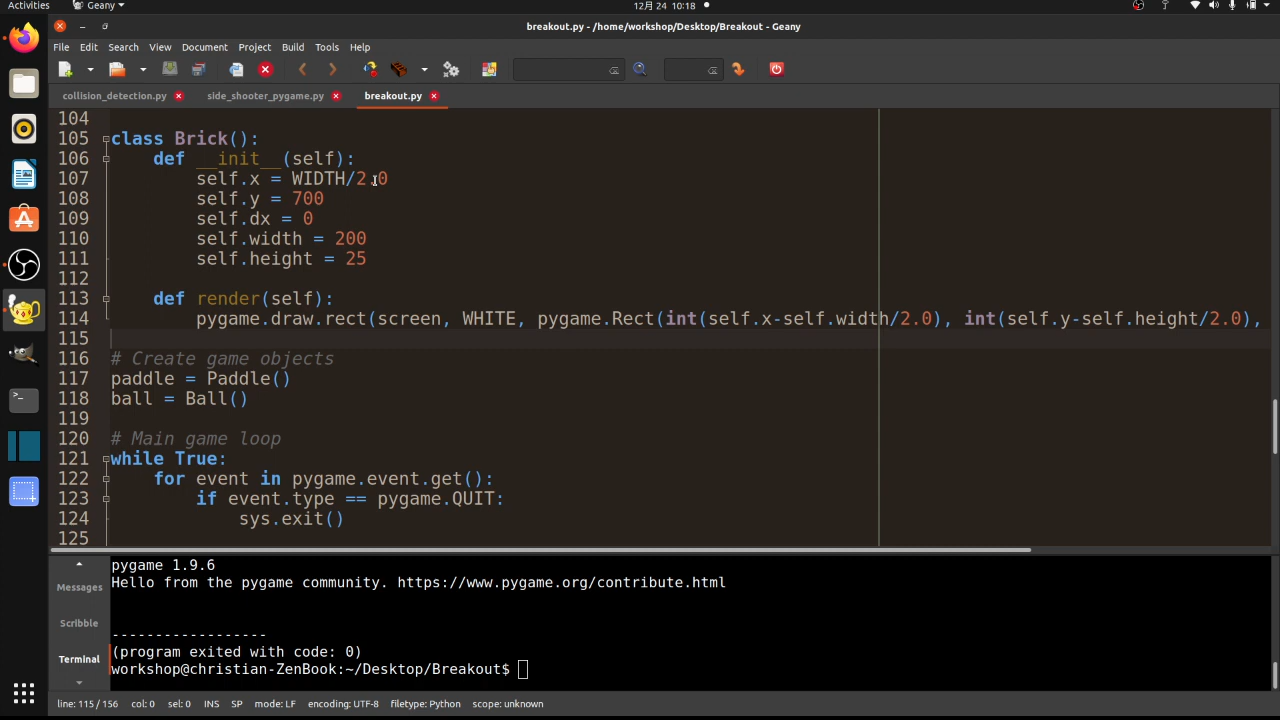 Activities
Geany
12月 24 10:18
breakout.py - /home/workshop/Desktop/Breakout - Geany
File Edit Search View Document Project Build Tools Help
collision_detection.py side_shooter_pygame.py breakout.py
104
105 class Brick():
106 def __init__(self):
107 self.x = WIDTH/2.0
108 self.y = 700
109 self.dx = 0
110 self.width = 200
111 self.height = 25
112
113 def render(self):
114 pygame.draw.rect(screen, WHITE, pygame.Rect(int(self.x-self.width/2.0), int(self.y-self.height/2.0),
115
116 # Create game objects
117 paddle = Paddle()
118 ball = Ball()
119
120 # Main game loop
121 while True:
122 for event in pygame.event.get():
123 if event.type == pygame.QUIT:
124 sys.exit()
125
Messages
Scribble
Terminal
pygame 1.9.6
Hello from the pygame community. https://www.pygame.org/contribute.html
------------------
(program exited with code: 0)
workshop@christian-ZenBook:~/Desktop/Breakout$
line: 115 / 156 col: 0 sel: 0 INS SP mode: LF encoding: UTF-8 filetype: Python scope: unknown